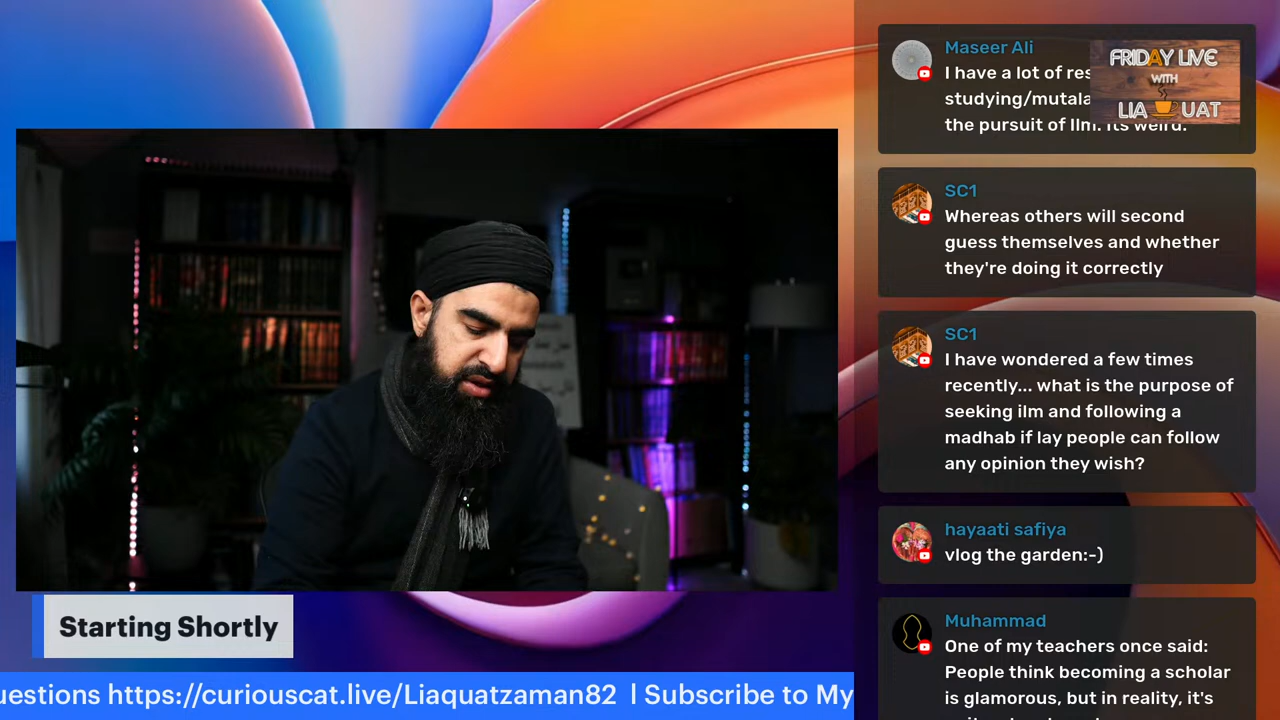 Maseer Ali
I have a lot of res
studying/mutala
the pursuit of Ilm. Its weird.
FRIDAY LIVE
WITH
LIA UAT
SC1
Whereas others will second
guess themselves and whether
they're doing it correctly
SC1
I have wondered a few times
recently... what is the purpose of
seeking ilm and following a
madhab if lay people can follow
any opinion they wish?
hayaati safiya
vlog the garden:-)
Muhammad
One of my teachers once said:
People think becoming a scholar
is glamorous, but in reality, it's
Starting Shortly
uestions https://curiouscat.live/Liaquatzaman82 l Subscribe to My